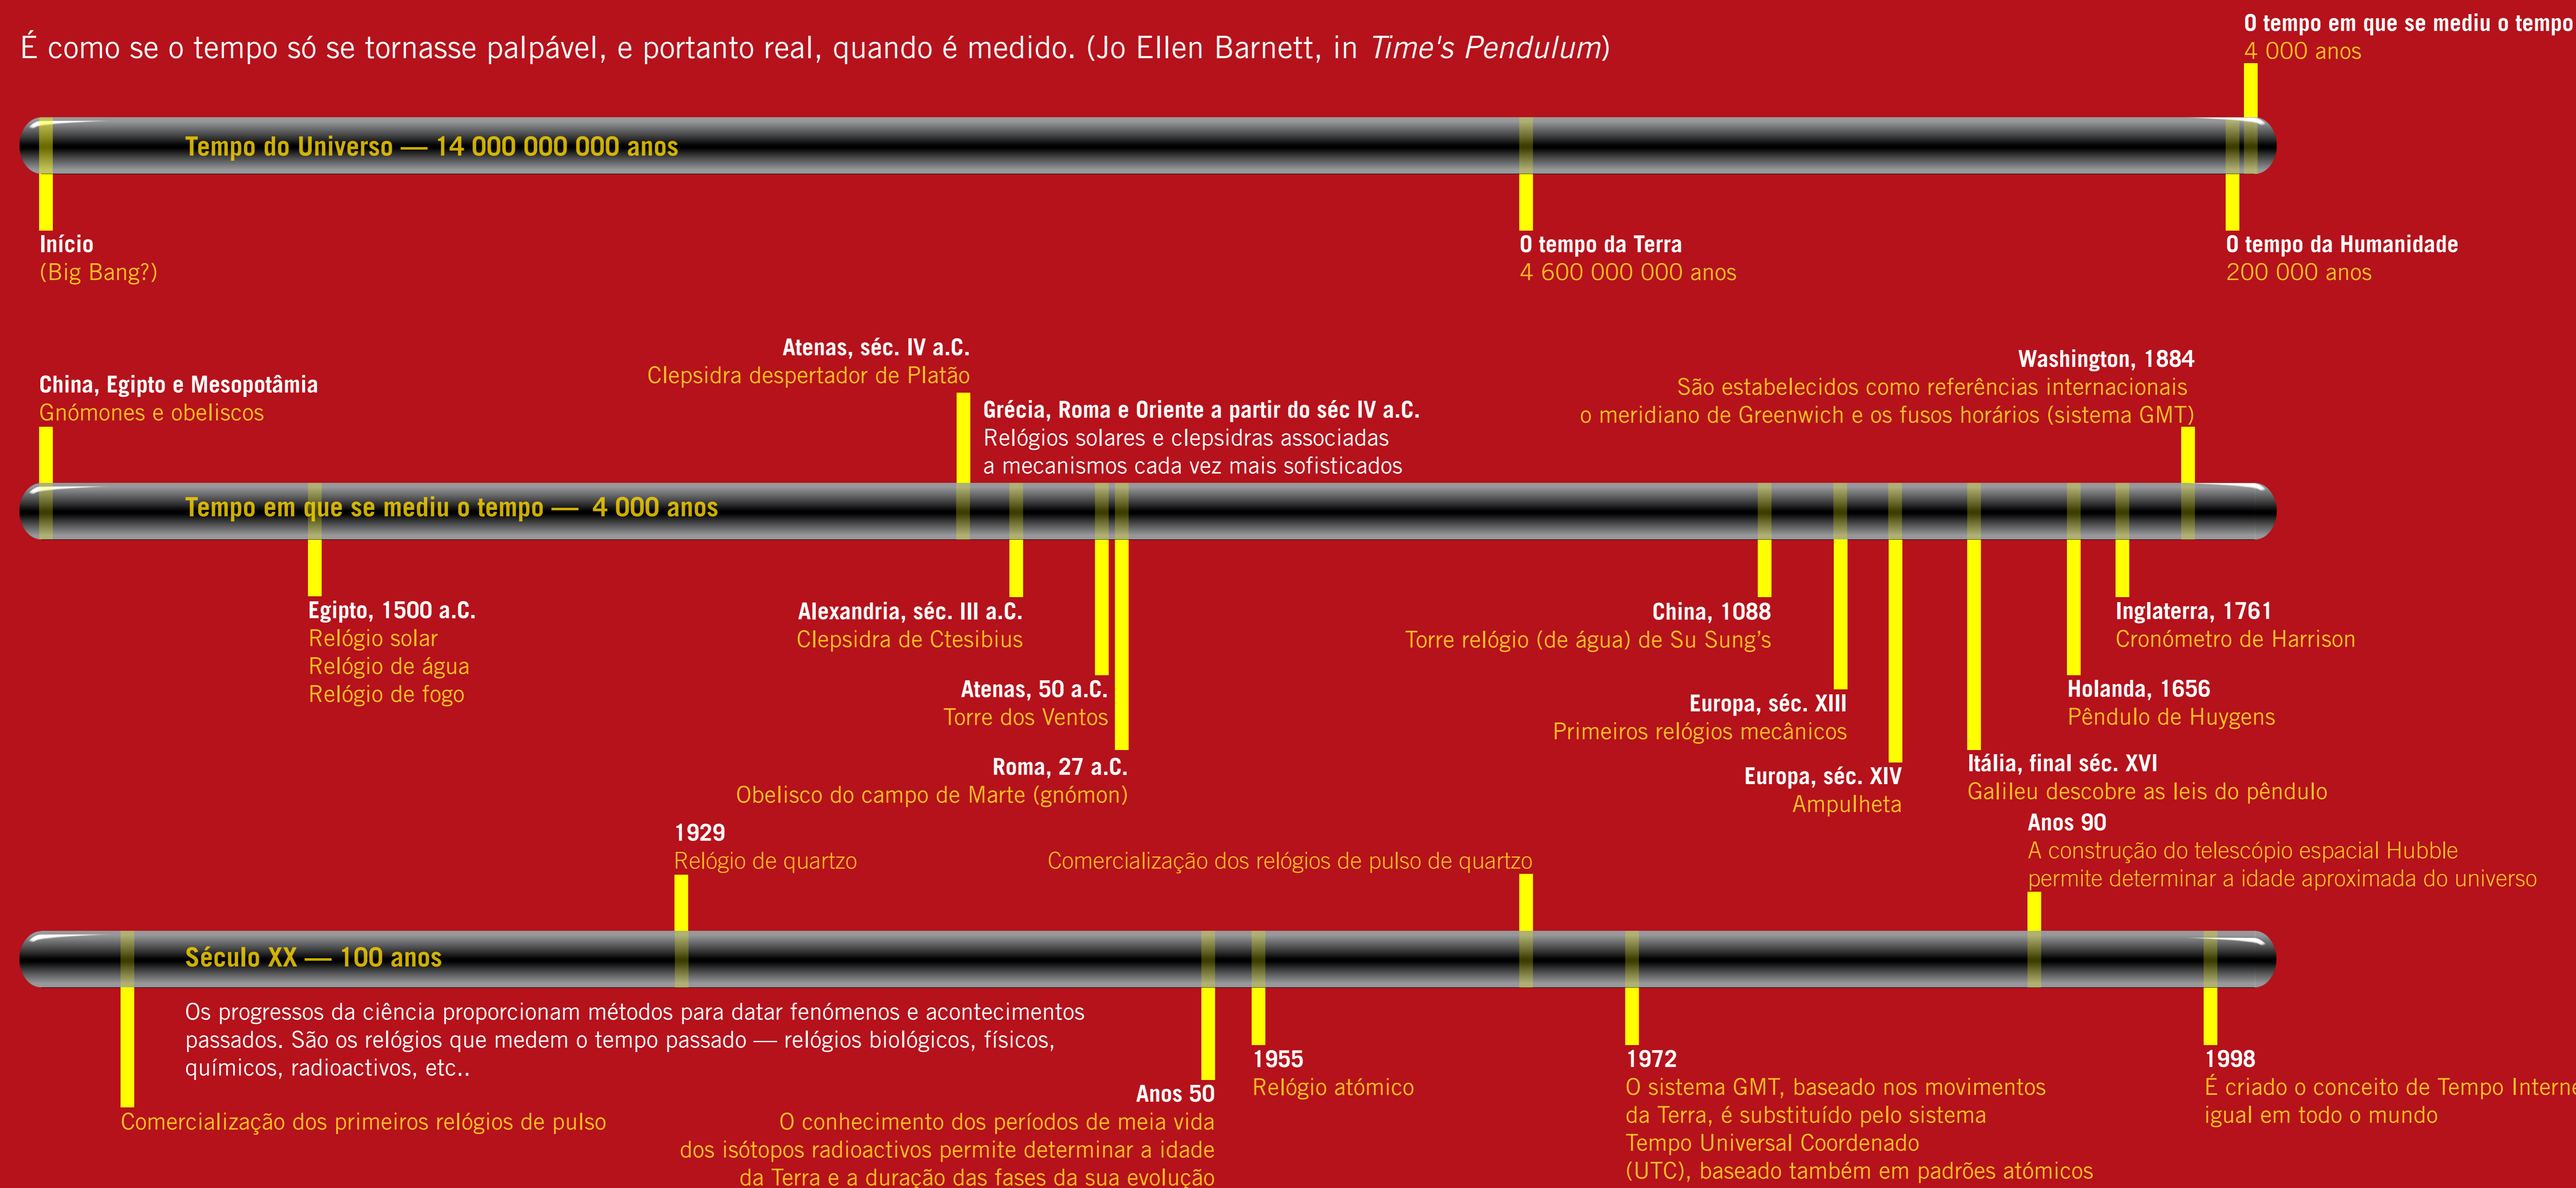 É como se o tempo só se tornasse palpável, e portanto real, quando é medido. (Jo Ellen Barnett, in Time's Pendulum)
O tempo em que se mediu o tempo
4 000 anos
Tempo do Universo — 14 000 000 000 anos
Início
(Big Bang?)
O tempo da Terra
4 600 000 000 anos
O tempo da Humanidade
200 000 anos
China, Egipto e Mesopotâmia
Gnómones e obeliscos
Atenas, séc. IV a.C.
Clepsidra despertador de Platão
Grécia, Roma e Oriente a partir do séc IV a.C.
Relógios solares e clepsidras associadas
a mecanismos cada vez mais sofisticados
Washington, 1884
São estabelecidos como referências internacionais
o meridiano de Greenwich e os fusos horários (sistema GMT)
Tempo em que se mediu o tempo — 4 000 anos
Egipto, 1500 a.C.
Relógio solar
Relógio de água
Relógio de fogo
Alexandria, séc. III a.C.
Clepsidra de Ctesibius
Atenas, 50 a.C.
Torre dos Ventos
Roma, 27 a.C.
Obelisco do campo de Marte (gnómon)
China, 1088
Torre relógio (de água) de Su Sung’s
Europa, séc. XIII
Primeiros relógios mecânicos
Europa, séc. XIV
Ampulheta
Itália, final séc. XVI
Galileu descobre as leis do pêndulo
Holanda, 1656
Pêndulo de Huygens
Inglaterra, 1761
Cronómetro de Harrison
1929
Relógio de quartzo
Comercialização dos relógios de pulso de quartzo
Anos 90
A construção do telescópio espacial Hubble
permite determinar a idade aproximada do universo
Século XX — 100 anos
Os progressos da ciência proporcionam métodos para datar fenómenos e acontecimentos
passados. São os relógios que medem o tempo passado — relógios biológicos, físicos,
químicos, radioactivos, etc..
Comercialização dos primeiros relógios de pulso
Anos 50
O conhecimento dos períodos de meia vida
dos isótopos radioactivos permite determinar a idade
da Terra e a duração das fases da sua evolução
1955
Relógio atómico
1972
O sistema GMT, baseado nos movimentos
da Terra, é substituído pelo sistema
Tempo Universal Coordenado
(UTC), baseado também em padrões atómicos
1998
É criado o conceito de Tempo
igual em todo o mundo